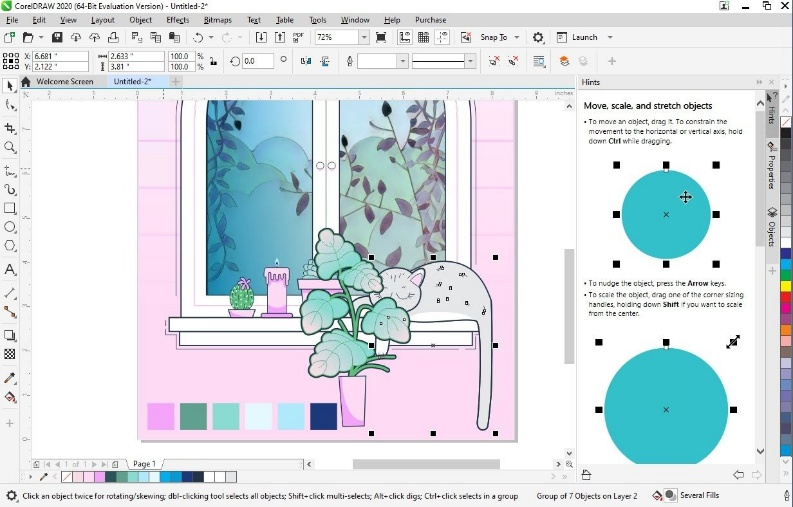 CorelDRAW 2020 (64-Bit Evaluation Version) - Untitled-2*
File Edit View Layout Object Effects Bitmaps Text Table Tools Window Help Purchase
PDF 72% Snap To Launch
X: 6.681 " 2.633 " 100.0 %
Y: 2.122 " 3.81 " 100.0 % 0.0
Welcome Screen Untitled-2* Hints
inches
Move, scale, and stretch objects
• To move an object, drag it. To constrain the
movement to the horizontal or vertical axis, hold
down Ctrl while dragging.
Hints
Properties
Objects
• To nudge the object, press the Arrow keys.
• To scale the object, drag one of the corner sizing
handles, holding down Shift if you want to scale
from the center.
1 of 1 Page 1
Click an object twice for rotating/skewing; dbl-clicking tool selects all objects; Shift+click multi-selects; Alt+click digs; Ctrl+click selects in a group Group of 7 Objects on Layer 2 Several Fills